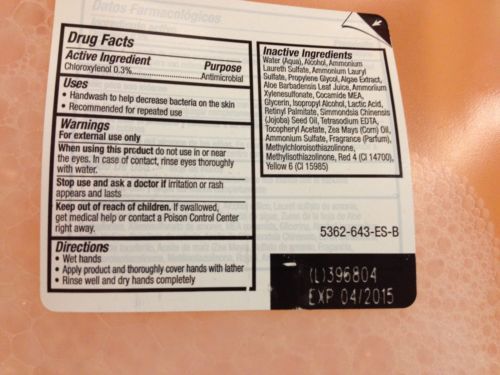 Datos Farmacológicos
Drug Facts
Active Ingredient Purpose
Chloroxylenol 0.3%..............................Antimicrobial
Uses
• Handwash to help decrease bacteria on the skin
• Recommended for repeated use
Warnings
For external use only
When using this product do not use in or near
the eyes. In case of contact, rinse eyes thoroughly
with water.
Stop use and ask a doctor if irritation or rash
appears and lasts
Keep out of reach of children. If swallowed,
get medical help or contact a Poison Control Center
right away.
Directions
• Wet hands
• Apply product and thoroughly cover hands with lather
• Rinse well and dry hands completely
Inactive Ingredients
Water (Aqua), Alcohol, Ammonium
Laureth Sulfate, Ammonium Lauryl
Sulfate, Propylene Glycol, Algae Extract,
Aloe Barbadensis Leaf Juice, Ammonium
Xylenesulfonate, Cocamide MEA,
Glycerin, Isopropyl Alcohol, Lactic Acid,
Retinyl Palmitate, Simmondsia Chinensis
(Jojoba) Seed Oil, Tetrasodium EDTA,
Tocopheryl Acetate, Zea Mays (Corn) Oil,
Ammonium Sulfate, Fragrance (Parfum),
Methylchloroisothiazolinone,
Methylisothiazolinone, Red 4 (CI 14700),
Yellow 6 (CI 15985)
5362-643-ES-B
(L)396804
EXP 04/2015